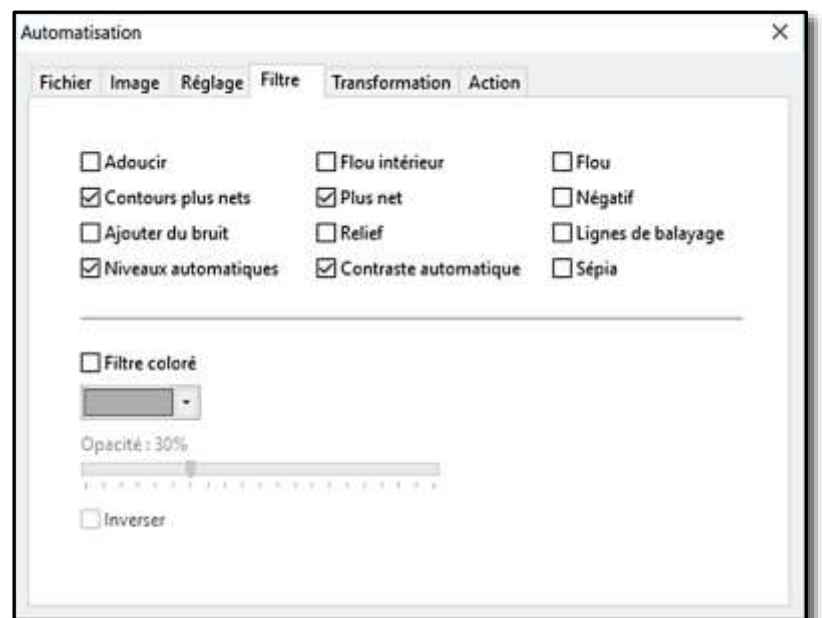 Automatisation
Fichier Image Réglage Filtre Transformation Action
Adoucir Flou intérieur Flou
Contours plus nets Plus net Négatif
Ajouter du bruit Relief Lignes de balayage
Niveaux automatiques Contraste automatique Sépia
Filtre coloré
Opacité : 30%
Inverser